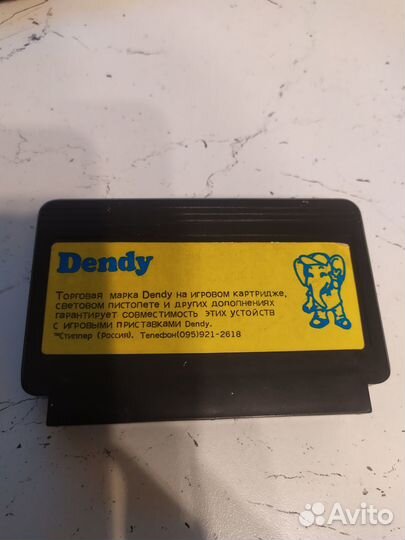 Dendy
Торговая марка Dendy на игровом картридже,
световом пистолете и других дополнениях
гарантирует совместимость этих устойств
с игровыми приставками Dendy.
™Стиплер (Россия). Телефон(095)921-2618
Avito